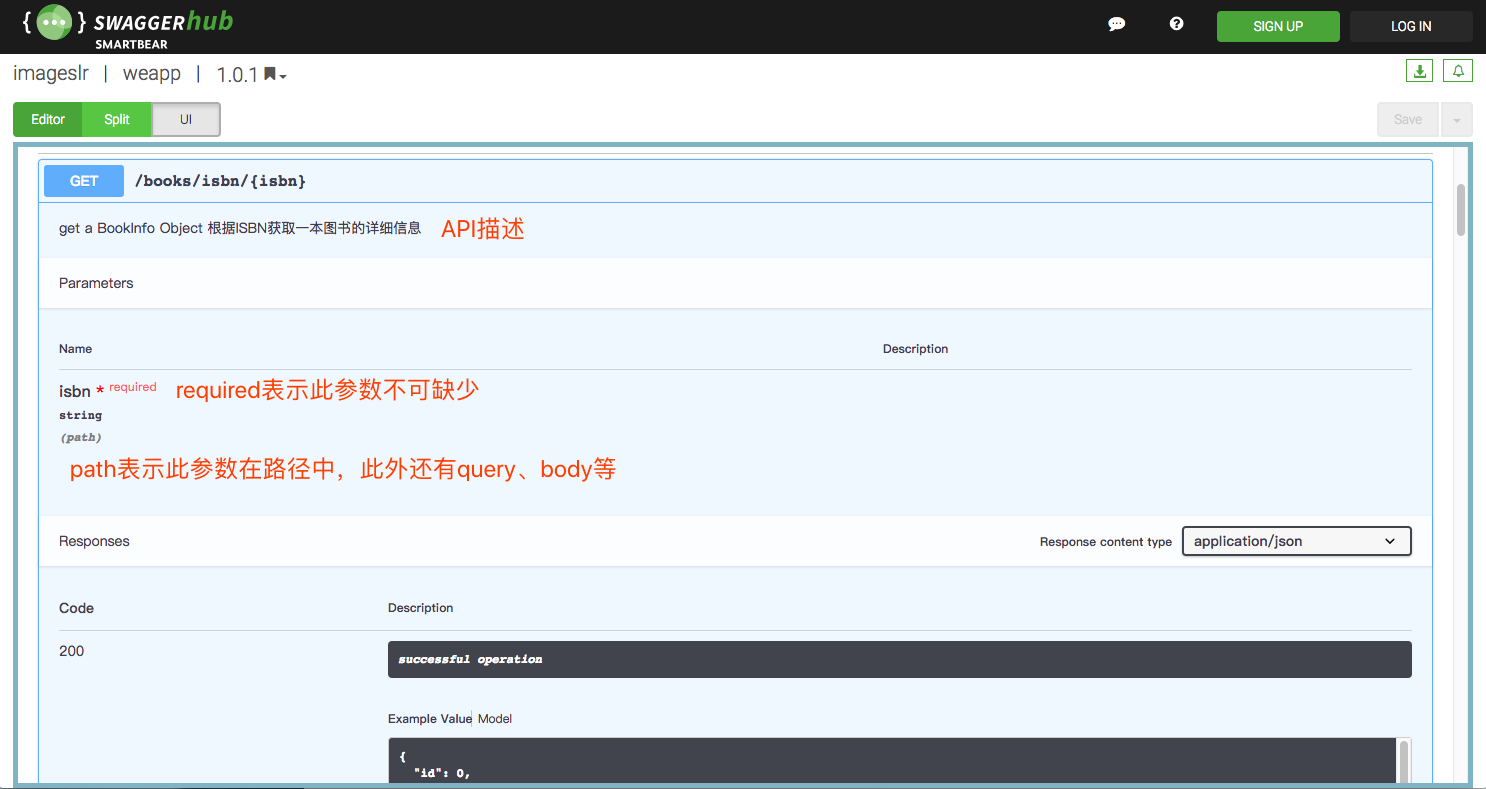 {...} SWAGGERhub
SMARTBEAR
SIGN UP
LOG IN
imageslr | weapp | 1.0.1
Editor
Split
UI
Save
GET /books/isbn/{isbn}
get a BookInfo Object 根据ISBN获取一本图书的详细信息 API描述
Parameters
Name Description
isbn * required required表示此参数不可缺少
string
(path)
path表示此参数在路径中，此外还有query、body等
Responses Response content type application/json
Code Description
200 successful operation
Example Value Model
{
"id": 0,